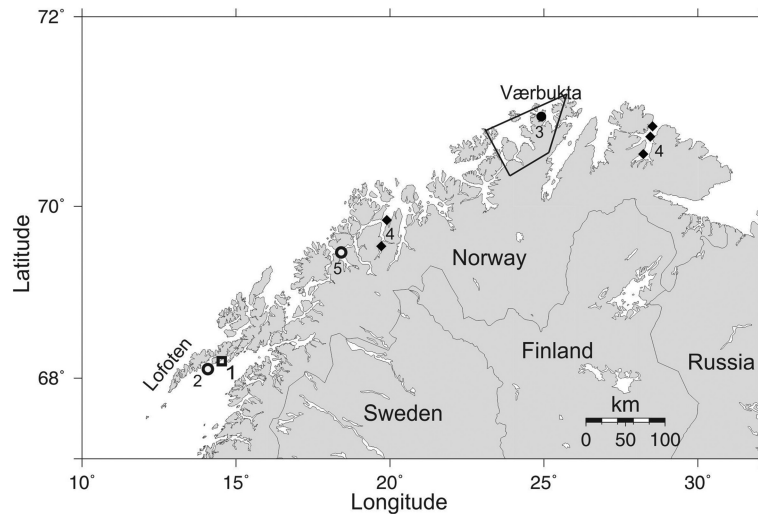 72˚
Værbukta
3
4
70˚
4
Latitude
Norway
5
Lofoten
Finland
Russia
2
1
68˚
km
Sweden
0 50 100
10˚ 15˚ 20˚ 25˚ 30˚
Longitude